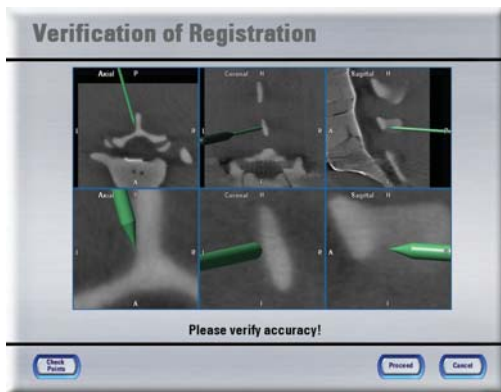 Verification of Registration
Axial P
Coronal H
Sagittal H
A
R
A
Axial
Coronal H
Sagittal H
R
R
A
A
I
I
Please verify accuracy!
Check
Points
Proceed
Cancel